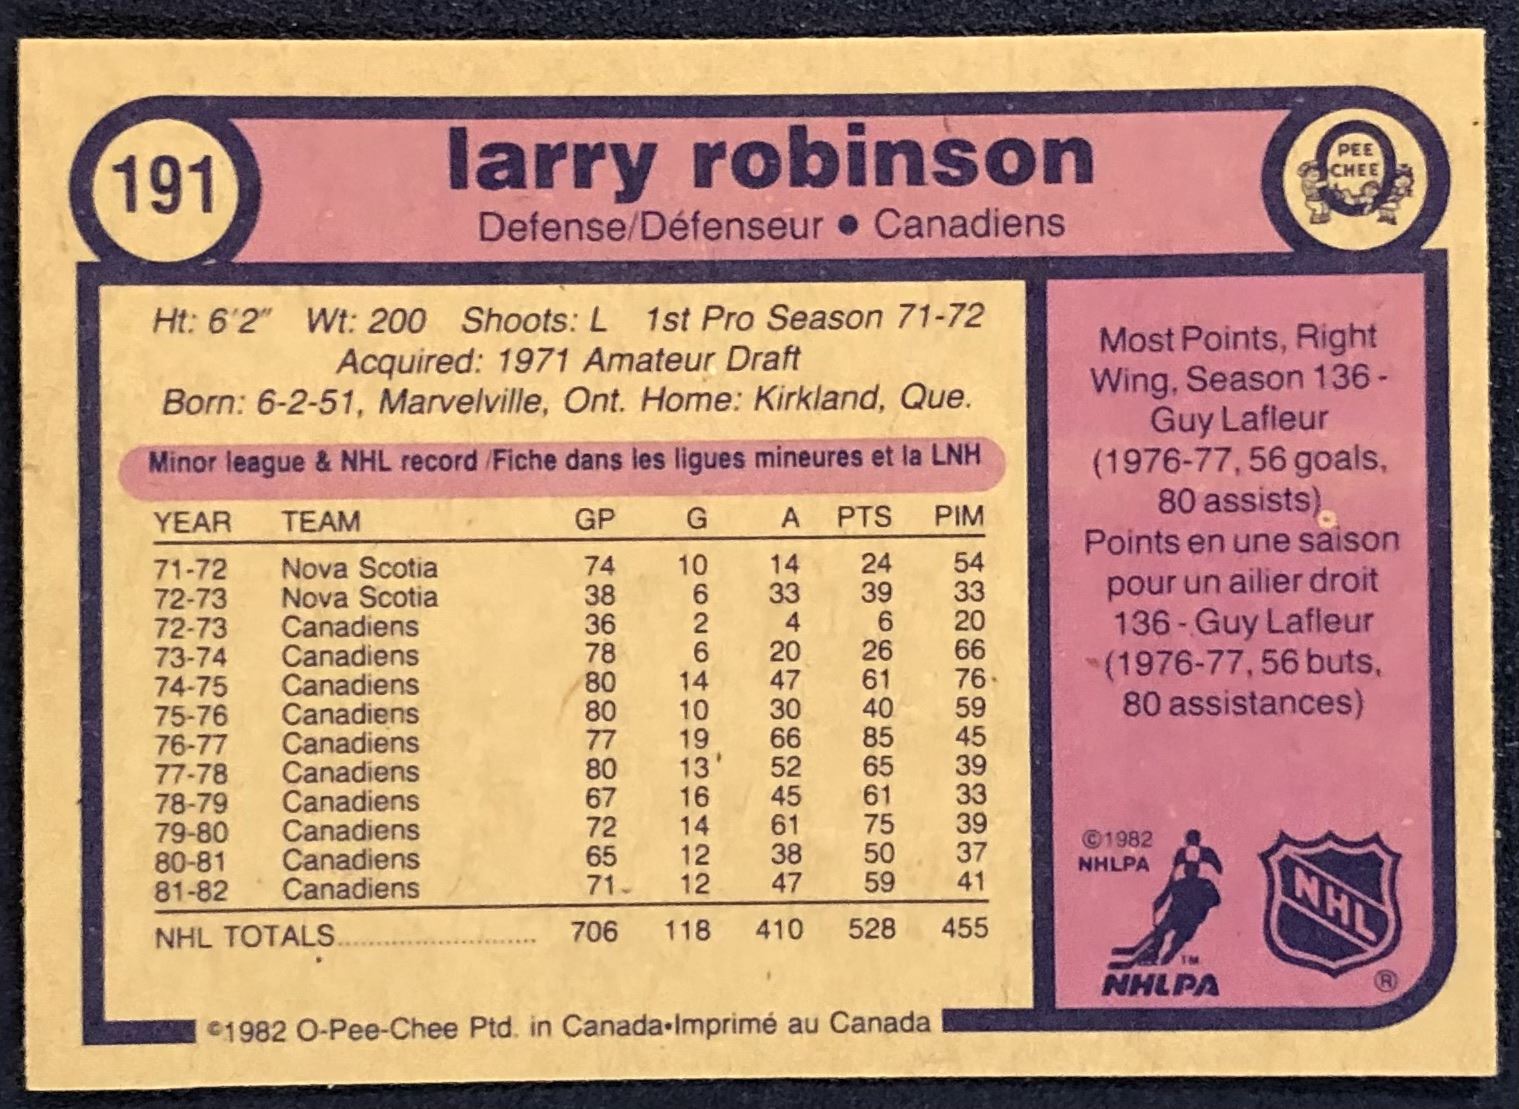 191
larry robinson
PEE
CHEE
Defense/Défenseur ● Canadiens
Ht: 6'2" Wt: 200 Shoots: L 1st Pro Season 71-72
Acquired: 1971 Amateur Draft
Born: 6-2-51, Marvelville, Ont. Home: Kirkland, Que.
Minor league & NHL record /Fiche dans les ligues mineures et la LNH
YEAR TEAM GP G A PTS PIM
71-72 Nova Scotia 74 10 14 24 54
72-73 Nova Scotia 38 6 33 39 33
72-73 Canadiens 36 2 4 6 20
73-74 Canadiens 78 6 20 26 66
74-75 Canadiens 80 14 47 61 76
75-76 Canadiens 80 10 30 40 59
76-77 Canadiens 77 19 66 85 45
77-78 Canadiens 80 13 52 65 39
78-79 Canadiens 67 16 45 61 33
79-80 Canadiens 72 14 61 75 39
80-81 Canadiens 65 12 38 50 37
81-82 Canadiens 71 12 47 59 41
NHL TOTALS........................... 706 118 410 528 455
Most Points, Right
Wing, Season 136 -
Guy Lafleur
(1976-77, 56 goals,
80 assists)
Points en une saison
pour un ailier droit
136 - Guy Lafleur
(1976-77, 56 buts,
80 assistances)
©1982
NHLPA
TM
NHLPA
NHL
®
©1982 O-Pee-Chee Ptd. in Canada•Imprimé au Canada